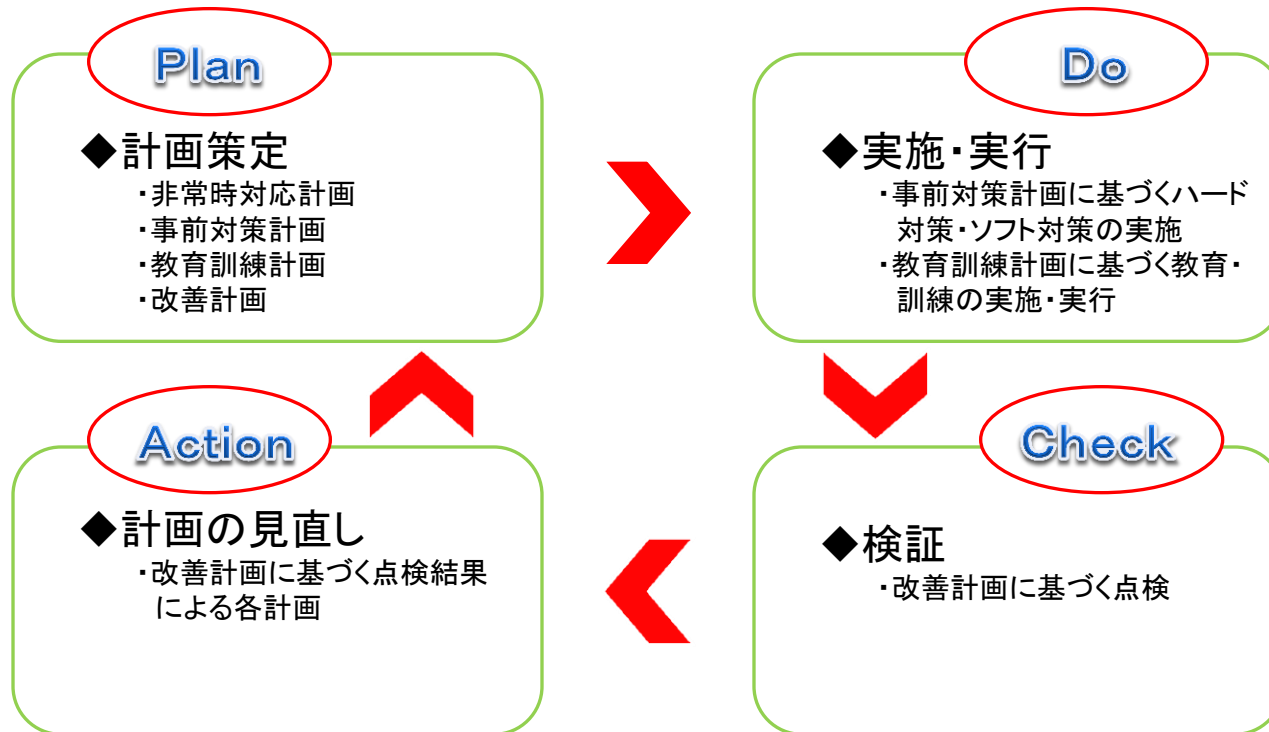 Plan
◆計画策定
・非常時対応計画
・事前対策計画
・教育訓練計画
・改善計画
Do
◆実施・実行
・事前対策計画に基づくハード
対策・ソフト対策の実施
・教育訓練計画に基づく教育・
訓練の実施・実行
Check
◆検証
・改善計画に基づく点検
Action
◆計画の見直し
・改善計画に基づく点検結果
による各計画